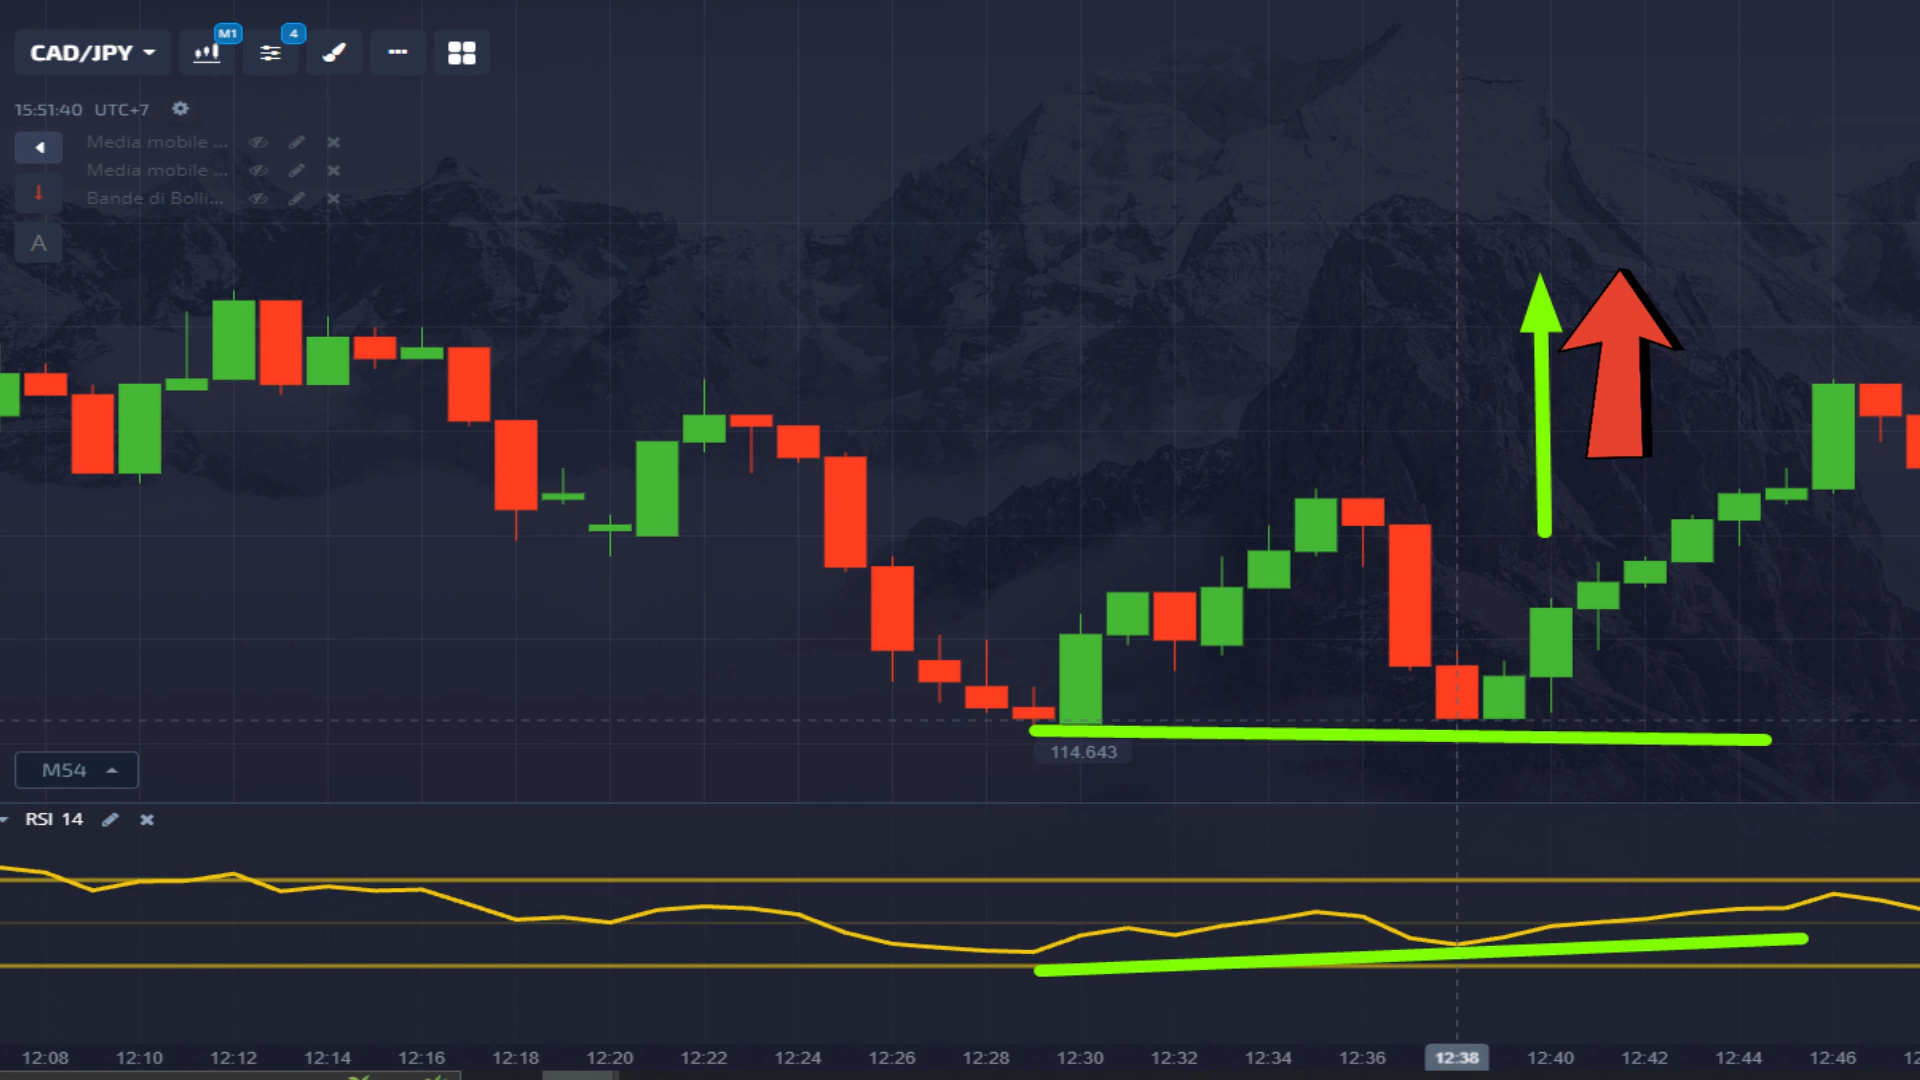 M1
4
CAD/JPY
15:51:40 UTC+7
Media mobile ...
Media mobile ...
Bande di Bolli...
A
114.643
M54
RSI 14
12:08 12:10 12:12 12:14 12:16 12:18 12:20 12:22 12:24 12:26 12:28 12:30 12:32 12:34 12:36 12:38 12:40 12:42 12:44 12:46 12